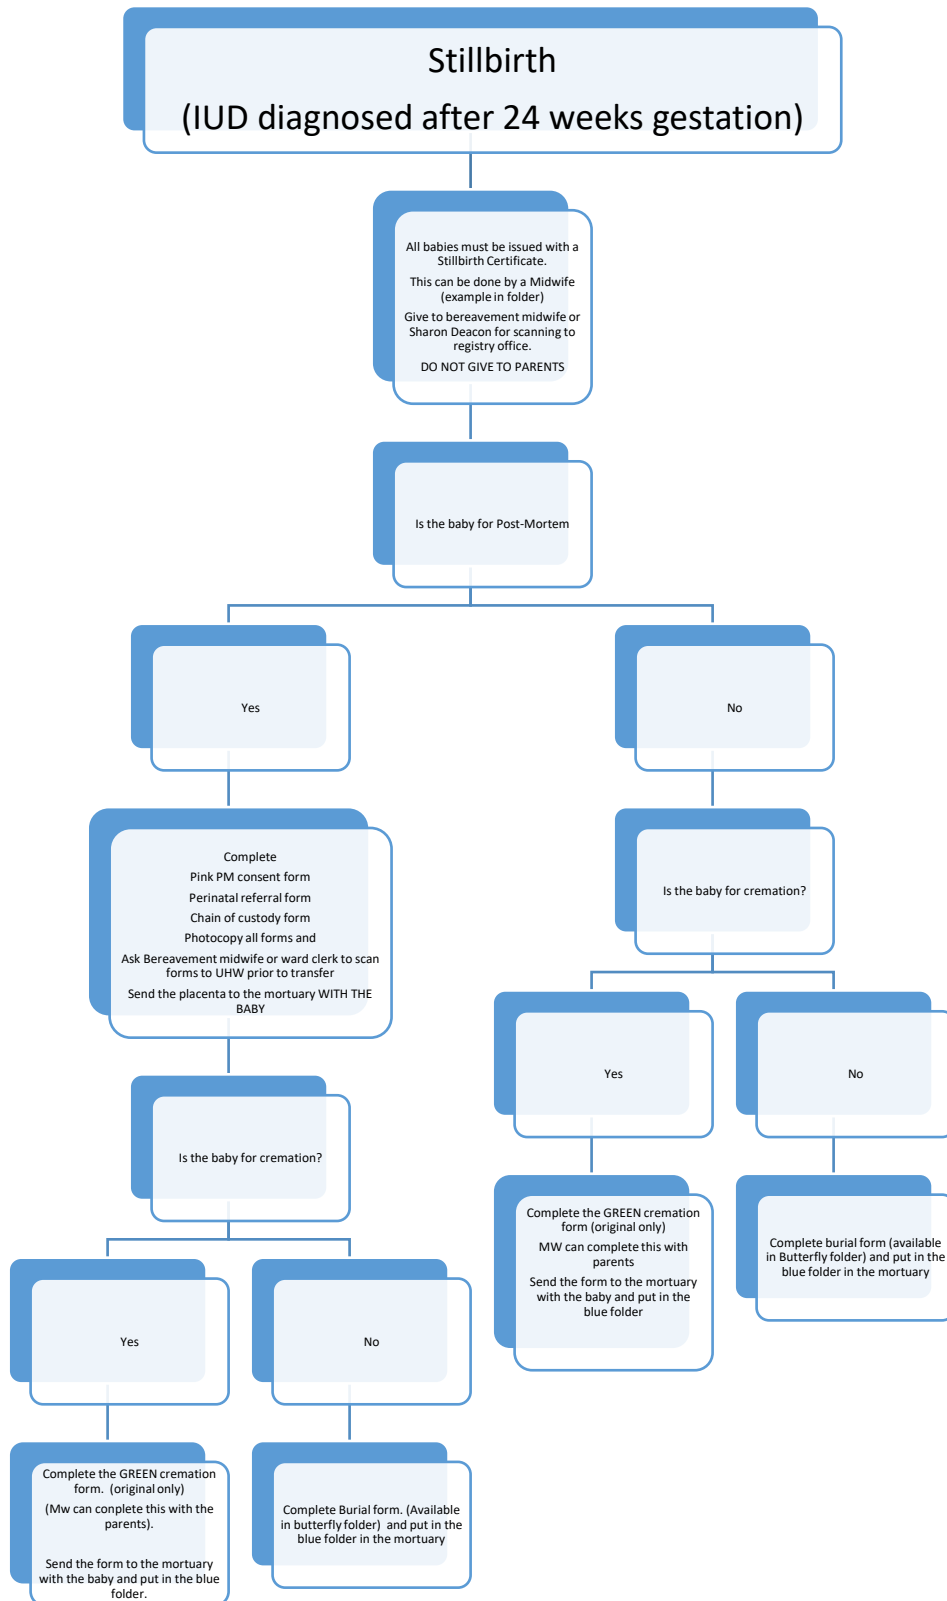 Stillbirth
(IUD diagnosed after 24 weeks gestation)
All babies must be issued with a
Stillbirth Certificate.
This can be done by a Midwife
(example in folder)
Give to bereavement midwife or
Sharon Deacon for scanning to
registry office.
DO NOT GIVE TO PARENTS
Is the baby for Post-Mortem
Yes
No
Complete
Pink PM consent form
Perinatal referral form
Chain of custody form
Photocopy all forms and
Ask Bereavement midwife or ward clerk to scan
forms to UHW prior to transfer
Send the placenta to the mortuary WITH THE
BABY
Is the baby for cremation?
Yes
No
Complete the GREEN cremation
form (original only)
MW can complete this with
parents
Send the form to the mortuary
with the baby and put in the
blue folder
Complete burial form (available
in Butterfly folder) and put in the
blue folder in the mortuary
Is the baby for cremation?
Yes
No
Complete the GREEN cremation
form. (original only)
(Mw can conplete this with the
parents).
Send the form to the mortuary
with the baby and put in the blue
folder.
Complete Burial form. (Available
in butterfly folder) and put in the
blue folder in the mortuary